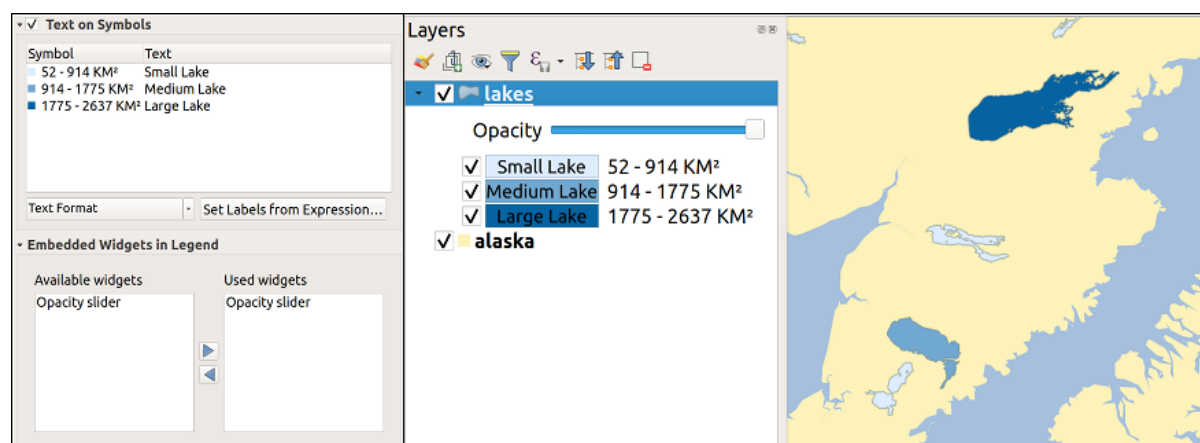 Text on Symbols
Symbol Text
52 - 914 KM² Small Lake
914 - 1775 KM² Medium Lake
1775 - 2637 KM² Large Lake
Text Format
Set Labels from Expression...
Embedded Widgets in Legend
Available widgets
Opacity slider
Used widgets
Opacity slider
Layers
lakes
Opacity
Small Lake 52 - 914 KM²
Medium Lake 914 - 1775 KM²
Large Lake 1775 - 2637 KM²
alaska